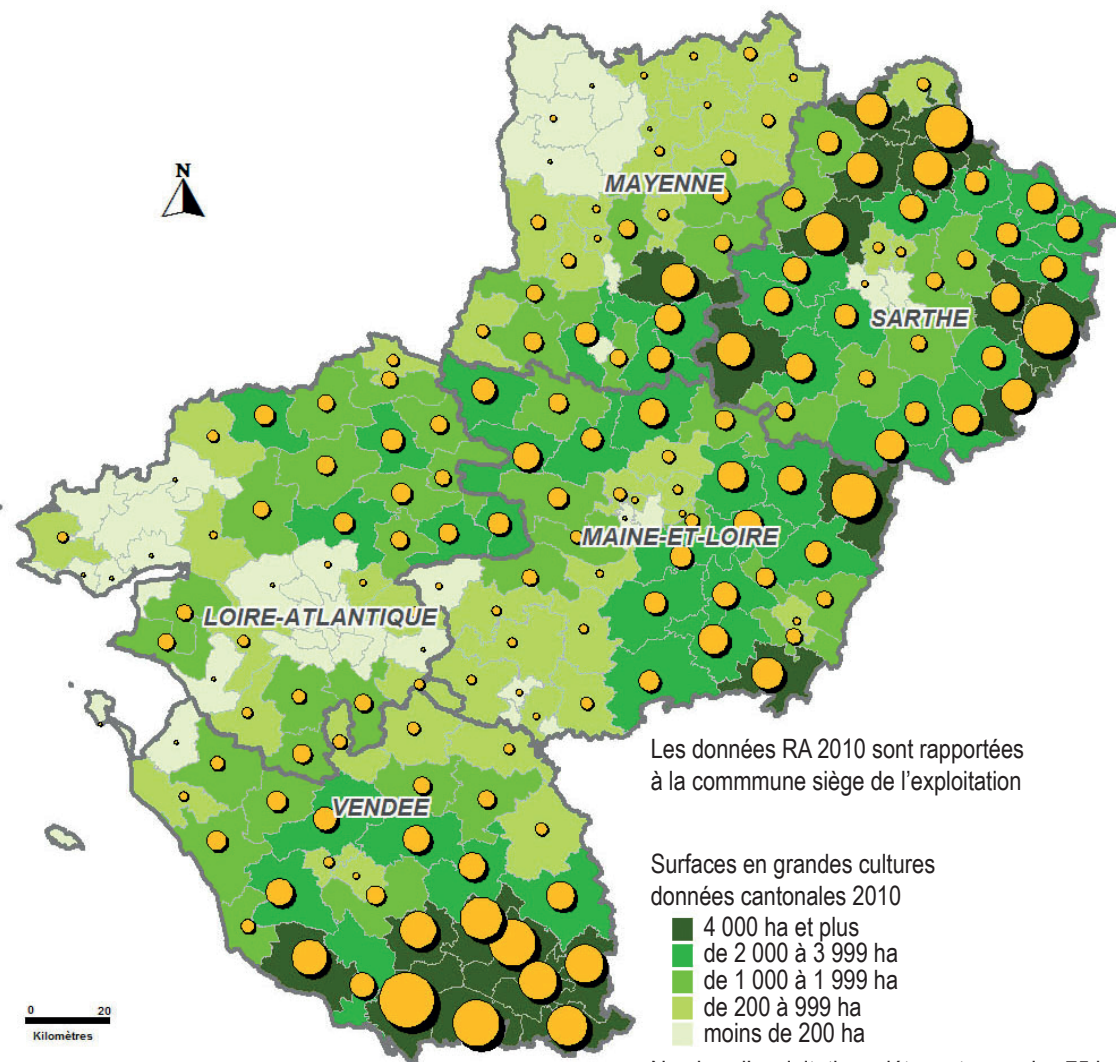 N
MAYENNE
SARTHE
MAINE-ET-LOIRE
LOIRE-ATLANTIQUE
VENDEE
Les données RA 2010 sont rapportées
à la commmune siège de l'exploitation
Surfaces en grandes cultures
données cantonales 2010
4 000 ha et plus
de 2 000 à 3 999 ha
de 1 000 à 1 999 ha
de 200 à 999 ha
moins de 200 ha
0 20
Kilomètres